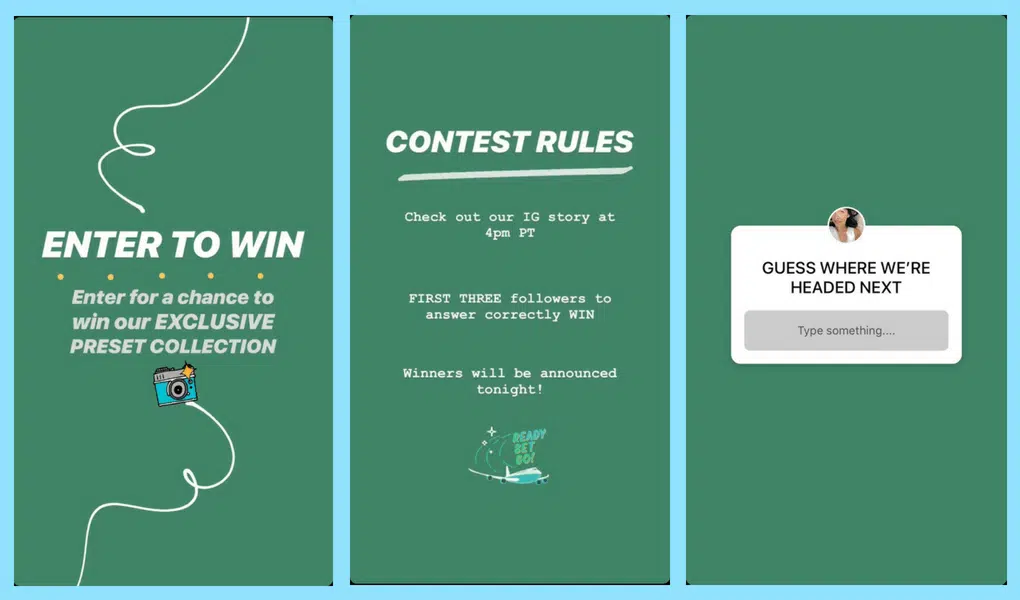 ENTER TO WIN
Enter for a chance to
win our EXCLUSIVE
PRESET COLLECTION
CONTEST RULES
Check out our IG story at
4pm PT
FIRST THREE followers to
answer correctly WIN
Winners will be announced
tonight!
READY
SET
GO!
GUESS WHERE WE’RE
HEADED NEXT
Type something....